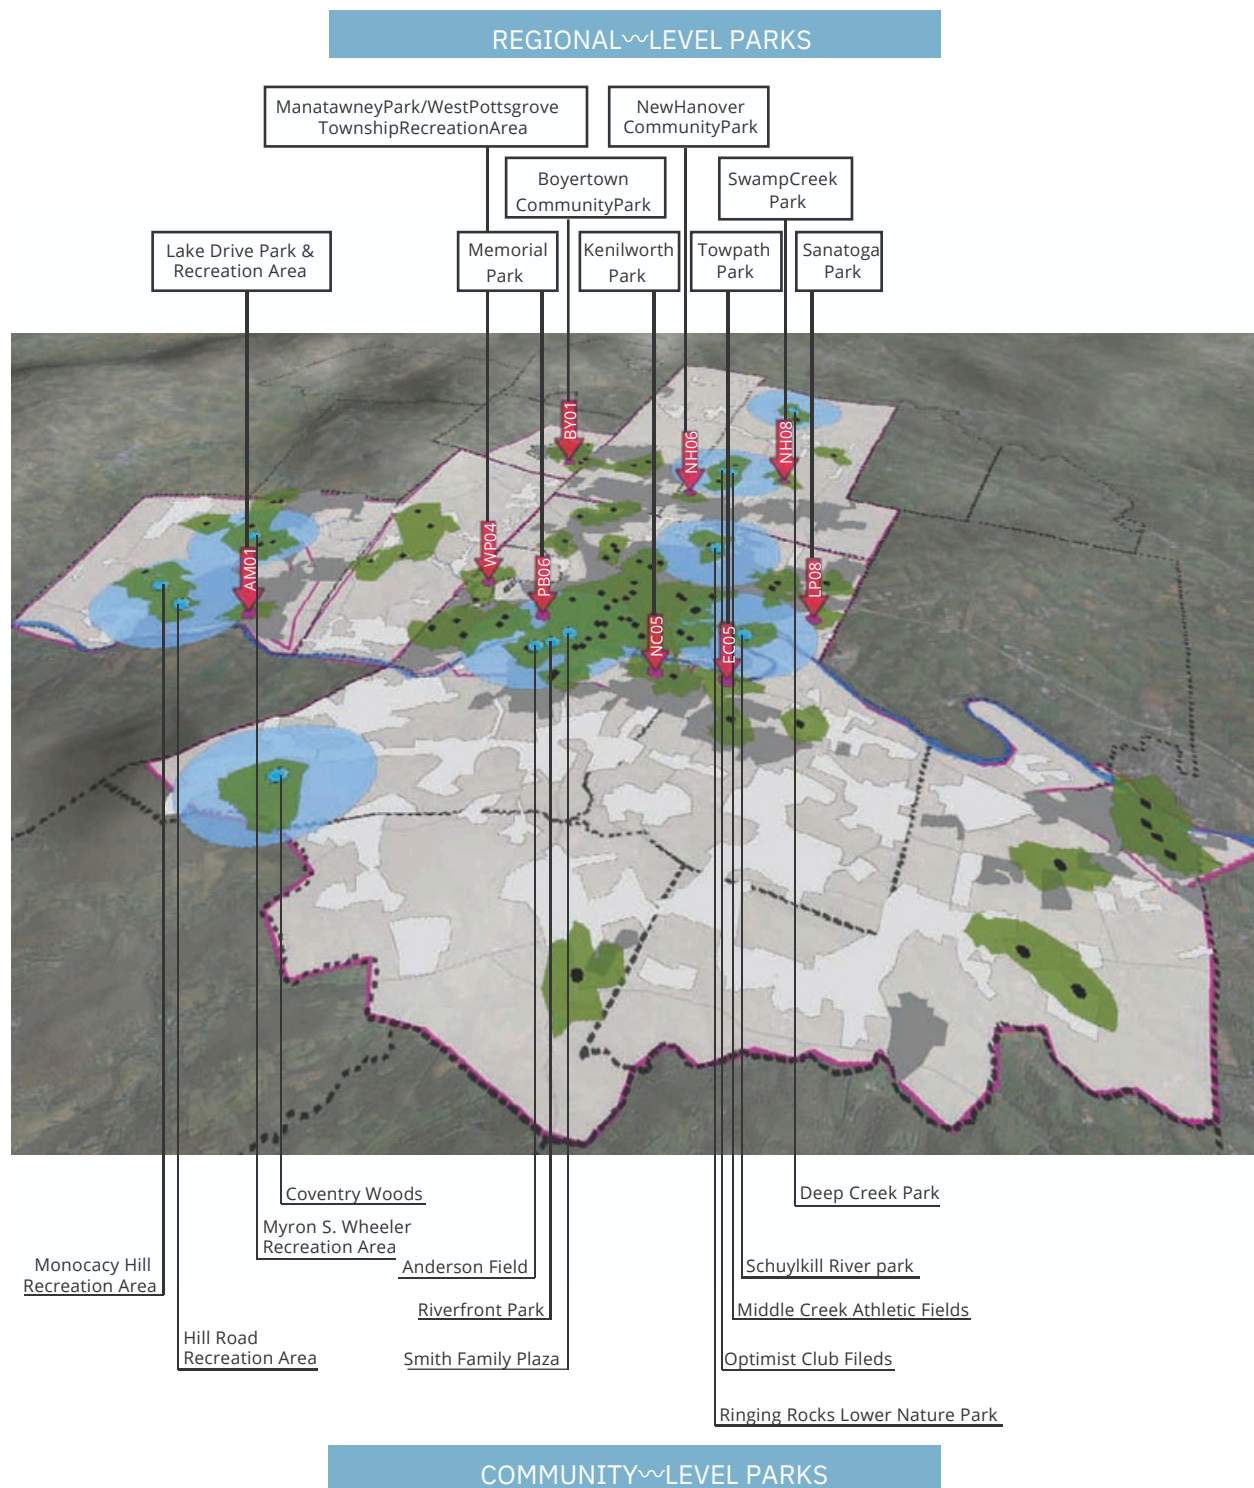 REGIONAL〰LEVEL PARKS
ManatawneyPark/WestPottsgrove
TownshipRecreationArea
NewHanover
CommunityPark
Boyertown
CommunityPark
SwampCreek
Park
Lake Drive Park &
Recreation Area
Memorial
Park
Kenilworth
Park
Towpath
Park
Sanatoga
Park
BY01
NH06
NH08
WP04
AM01
PB06
LP08
NC05
EC05
Coventry Woods
Deep Creek Park
Myron S. Wheeler
Recreation Area
Monocacy Hill
Recreation Area
Anderson Field
Schuylkill River park
Riverfront Park
Middle Creek Athletic Fields
Hill Road
Recreation Area
Smith Family Plaza
Optimist Club Fileds
Ringing Rocks Lower Nature Park
COMMUNITY〰LEVEL PARKS